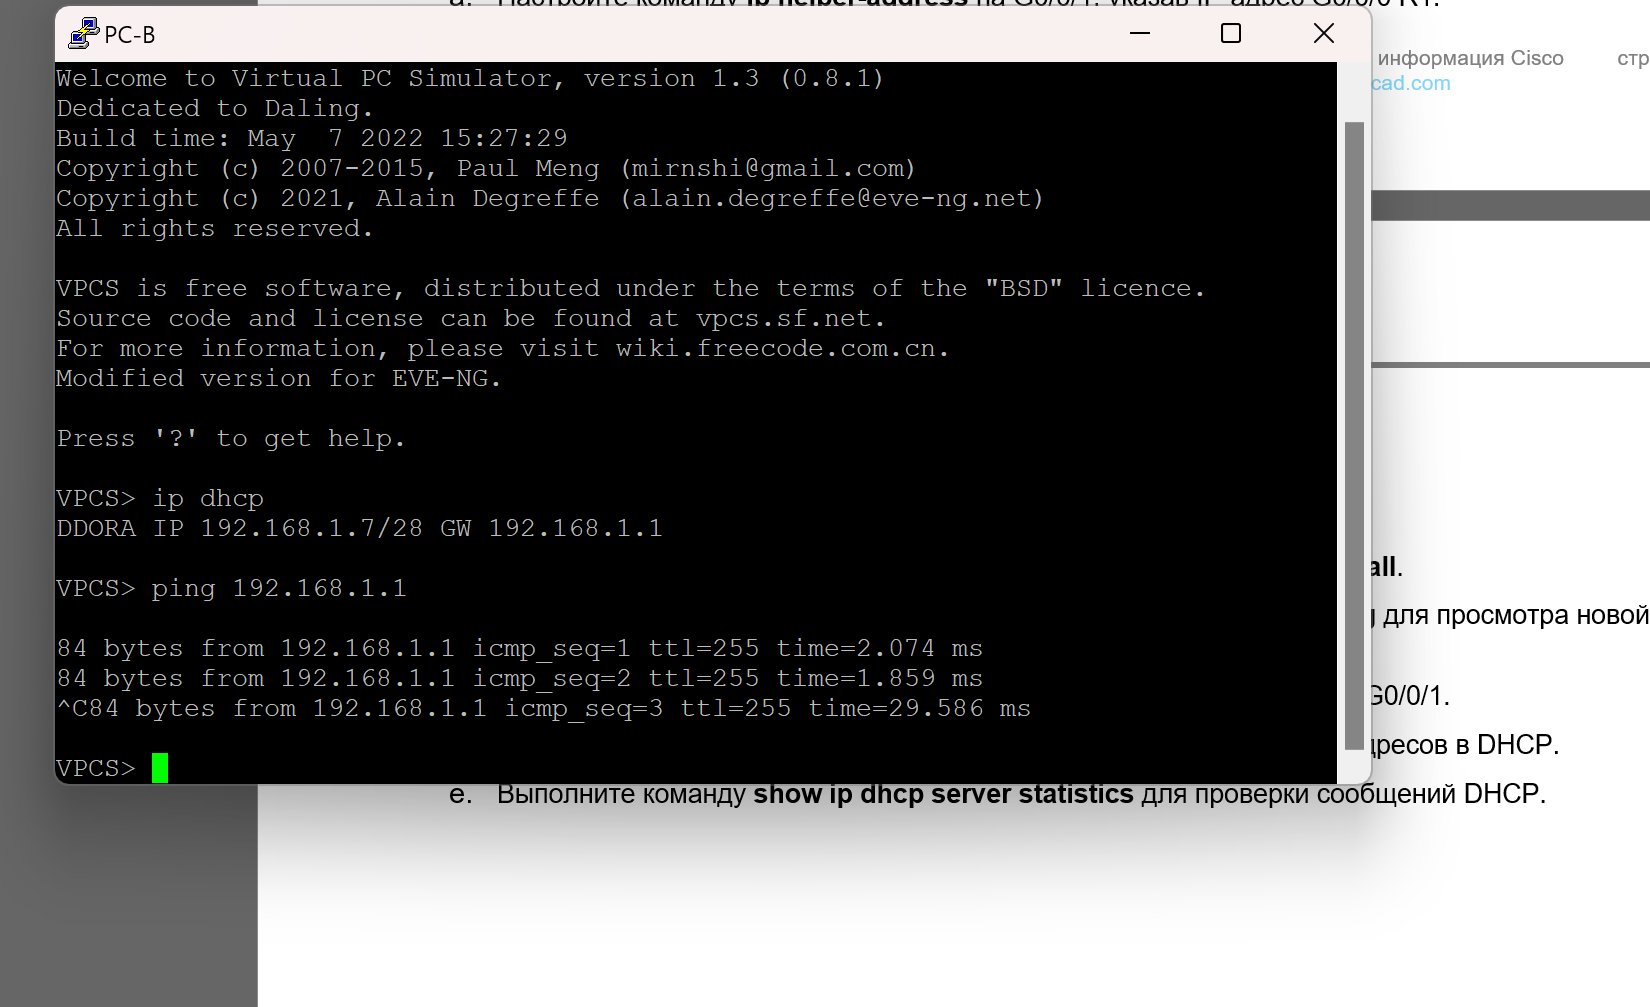 a. Настройте команду ip helper-address на G0/0/1, указав IP-адрес G0/0/0 R1.
PC-B
информация Cisco стр
cad.com
Welcome to Virtual PC Simulator, version 1.3 (0.8.1)
Dedicated to Daling.
Build time: May  7 2022 15:27:29
Copyright (c) 2007-2015, Paul Meng (mirnshi@gmail.com)
Copyright (c) 2021, Alain Degreffe (alain.degreffe@eve-ng.net)
All rights reserved.
VPCS is free software, distributed under the terms of the "BSD" licence.
Source code and license can be found at vpcs.sf.net.
For more information, please visit wiki.freecode.com.cn.
Modified version for EVE-NG.
Press '?' to get help.
VPCS> ip dhcp
DDORA IP 192.168.1.7/28 GW 192.168.1.1
VPCS> ping 192.168.1.1
84 bytes from 192.168.1.1 icmp_seq=1 ttl=255 time=2.074 ms
84 bytes from 192.168.1.1 icmp_seq=2 ttl=255 time=1.859 ms
^C84 bytes from 192.168.1.1 icmp_seq=3 ttl=255 time=29.586 ms
VPCS>
all.
для просмотра новой
G0/0/1.
дресов в DHCP.
e. Выполните команду show ip dhcp server statistics для проверки сообщений DHCP.